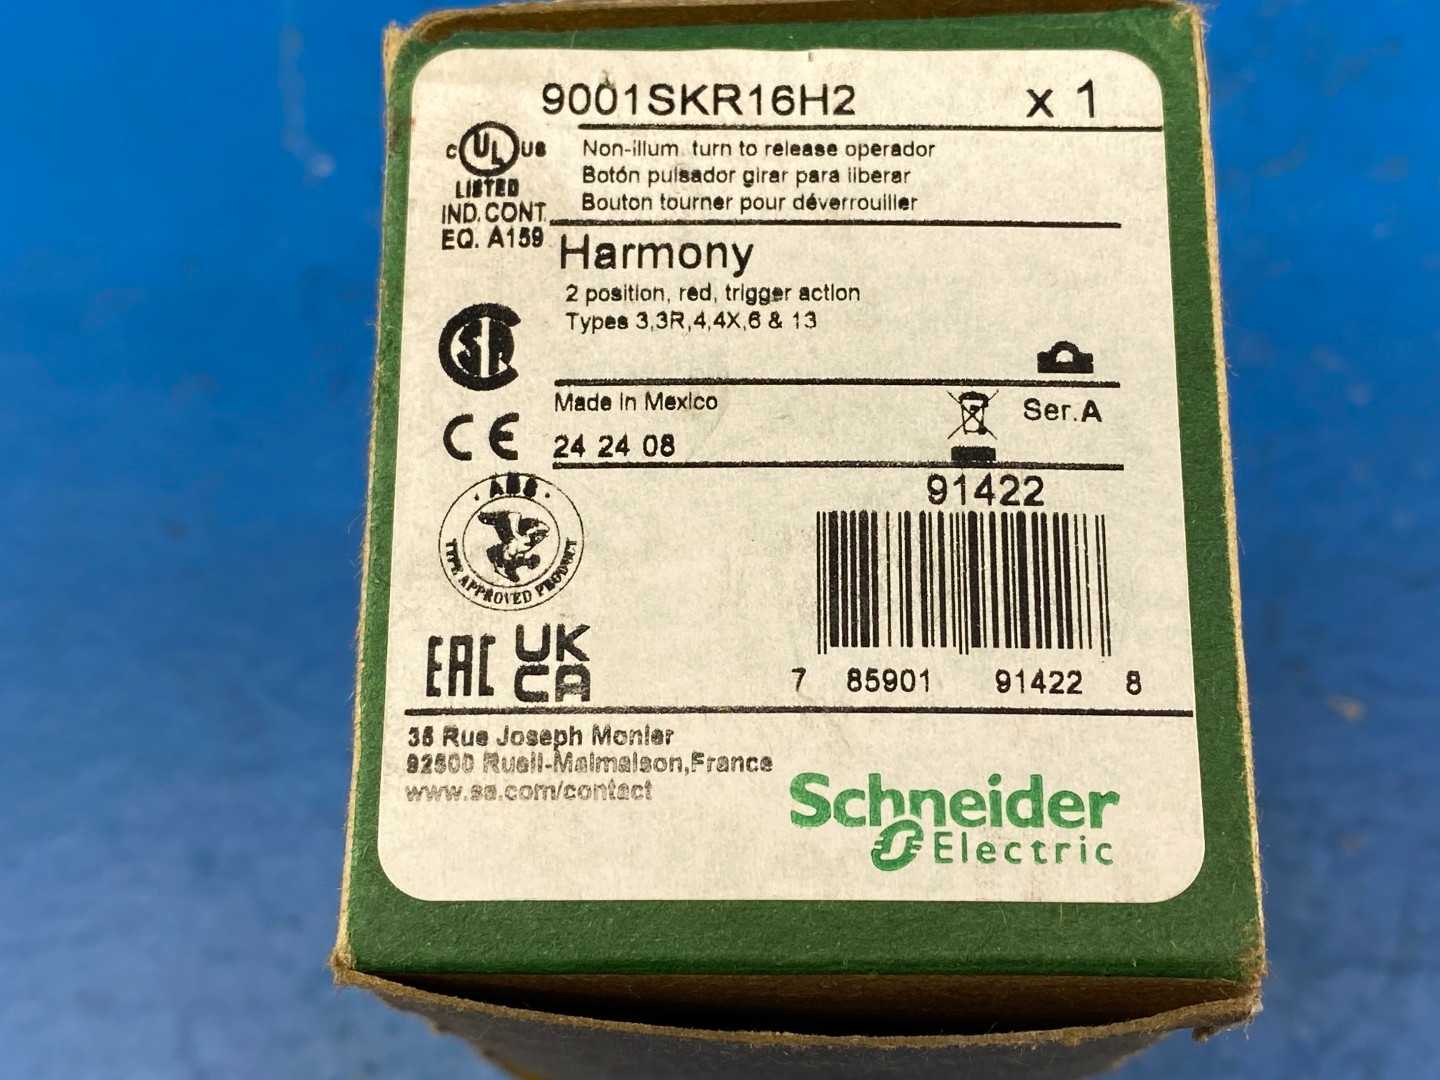 9001SKR16H2 x 1
C UL US
LISTED
IND. CONT.
EQ. A159
Non-illum. turn to release operador
Botón pulsador girar para liberar
Bouton tourner pour déverrouiller
Harmony
2 position, red, trigger action
Types 3,3R,4,4X,6 & 13
SA
CE
Made in Mexico
24 24 08
Ser.A
· ABS ·
TYPE APPROVED PRODUCT
91422
7 85901 91422 8
EAC
UK
CA
35 Rue Joseph Monier
92500 Rueil-Malmaison,France
www.se.com/contact
Schneider
Electric